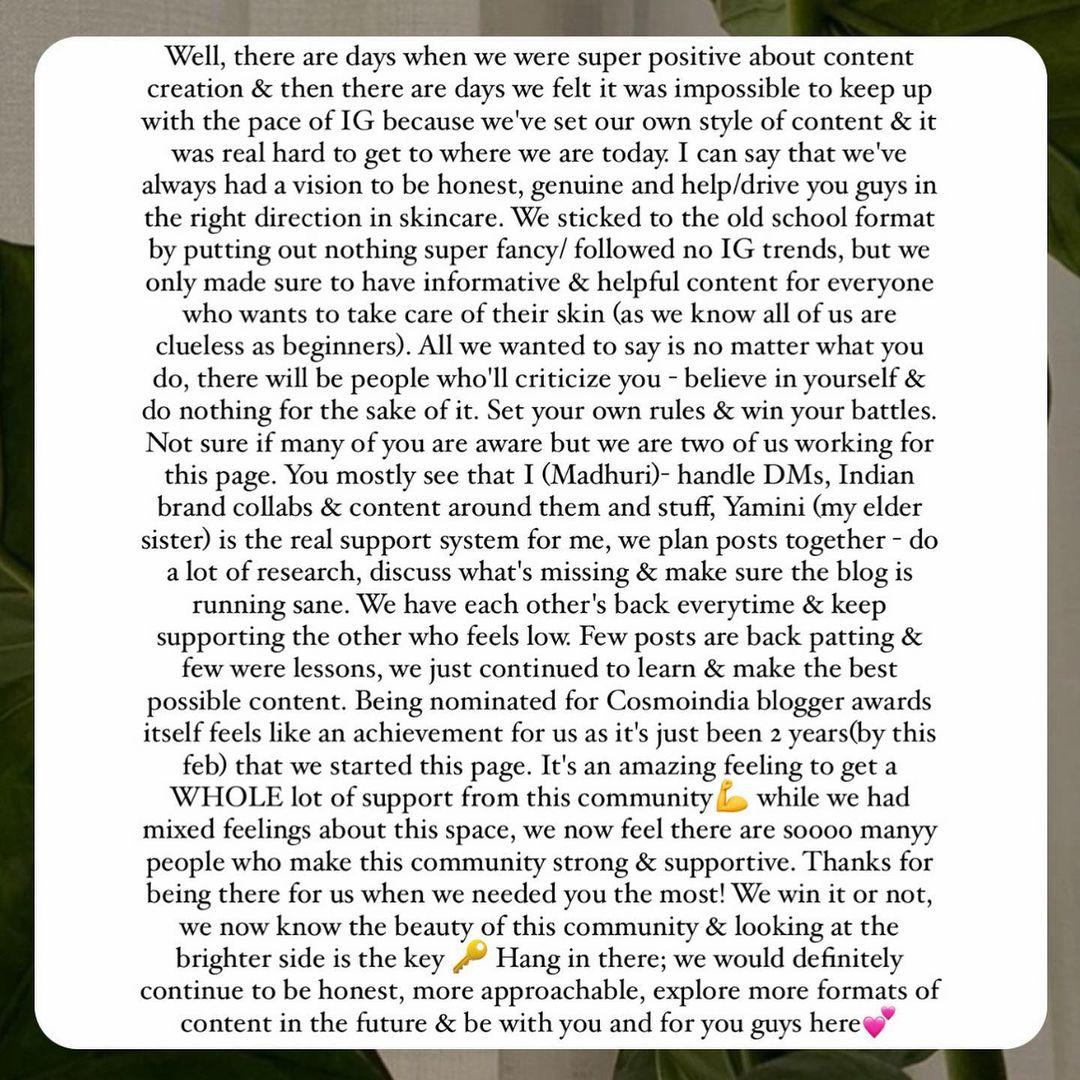 Well, there are days when we were super positive about content
creation & then there are days we felt it was impossible to keep up
with the pace of IG because we've set our own style of content & it
was real hard to get to where we are today. I can say that we've
always had a vision to be honest, genuine and help/drive you guys in
the right direction in skincare. We sticked to the old school format
by putting out nothing super fancy/ followed no IG trends, but we
only made sure to have informative & helpful content for everyone
who wants to take care of their skin (as we know all of us are
clueless as beginners). All we wanted to say is no matter what you
do, there will be people who'll criticize you - believe in yourself &
do nothing for the sake of it. Set your own rules & win your battles.
Not sure if many of you are aware but we are two of us working for
this page. You mostly see that I (Madhuri)- handle DMs, Indian
brand collabs & content around them and stuff, Yamini (my elder
sister) is the real support system for me, we plan posts together - do
a lot of research, discuss what's missing & make sure the blog is
running sane. We have each other's back everytime & keep
supporting the other who feels low. Few posts are back patting &
few were lessons, we just continued to learn & make the best
possible content. Being nominated for Cosmoindia blogger awards
itself feels like an achievement for us as it's just been 2 years(by this
feb) that we started this page. It's an amazing feeling to get a
WHOLE lot of support from this community💪 while we had
mixed feelings about this space, we now feel there are soooo manyy
people who make this community strong & supportive. Thanks for
being there for us when we needed you the most! We win it or not,
we now know the beauty of this community & looking at the
brighter side is the key 🔑 Hang in there; we would definitely
continue to be honest, more approachable, explore more formats of
content in the future & be with you and for you guys here💕